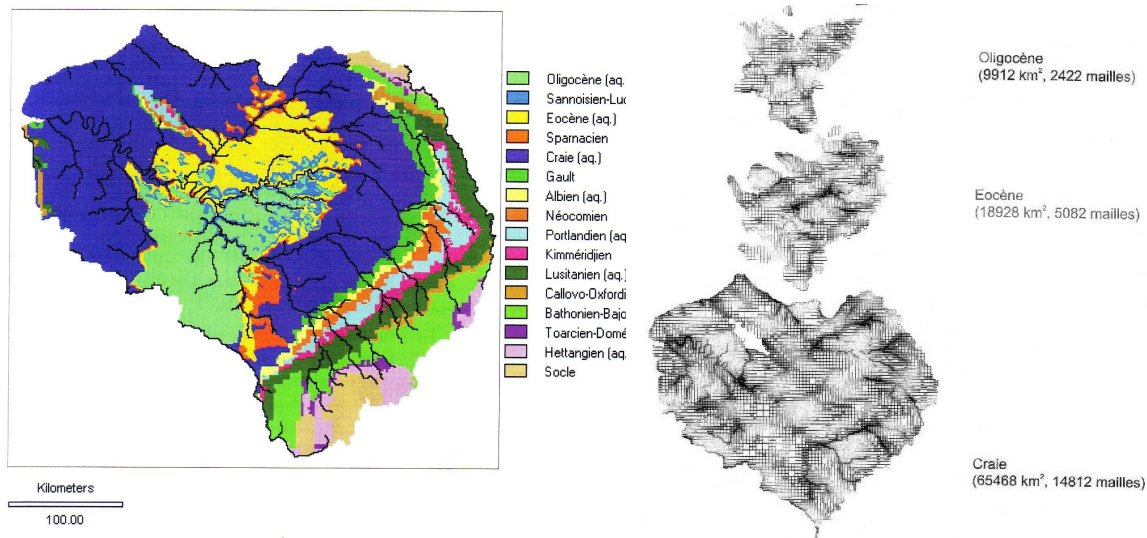 Oligocène (aq.
Sannoisien-Luc
Eocène (aq.)
Sparnacien
Craie (aq.)
Gault
Albien (aq.)
Néocomien
Portlandien (aq
Kimméridjien
Lusitanien (aq.)
Callovo-Oxfordi
Bathonien-Bajo
Toarcien-Domé
Hettangien (aq.
Socle
Kilometers
100.00
Oligocène
(9912 km², 2422 mailles)
Eocène
(18928 km², 5082 mailles)
Craie
(65468 km², 14812 mailles)